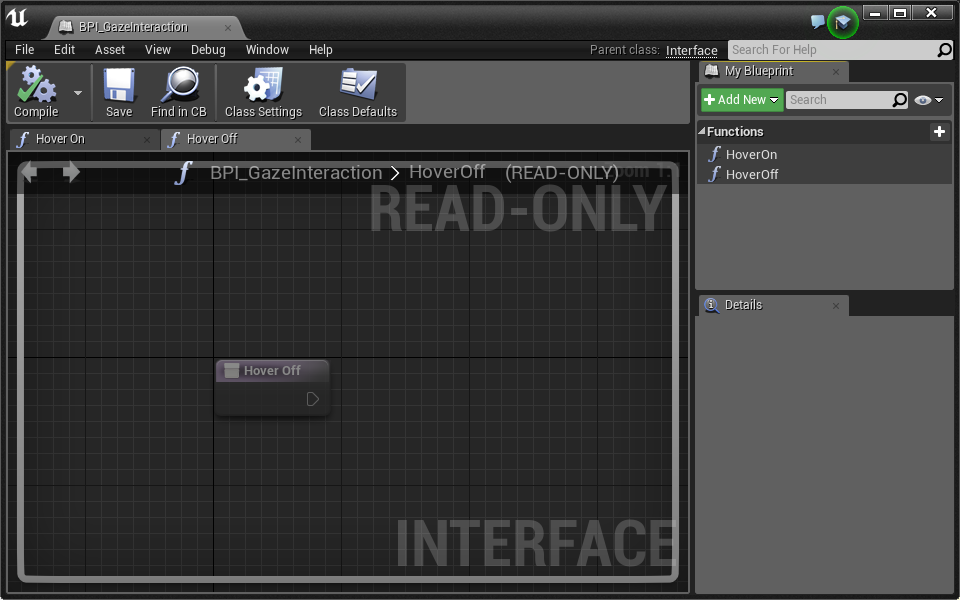 BPI_GazeInteraction
File Edit Asset View Debug Window Help
Parent class: Interface
Search For Help
Compile
Save
Find in CB
Class Settings
Class Defaults
My Blueprint
+ Add New
Search
Hover On
Hover Off
Functions
HoverOn
HoverOff
BPI_GazeInteraction > HoverOff (READ-ONLY)
READ-ONLY
Details
Hover Off
INTERFACE